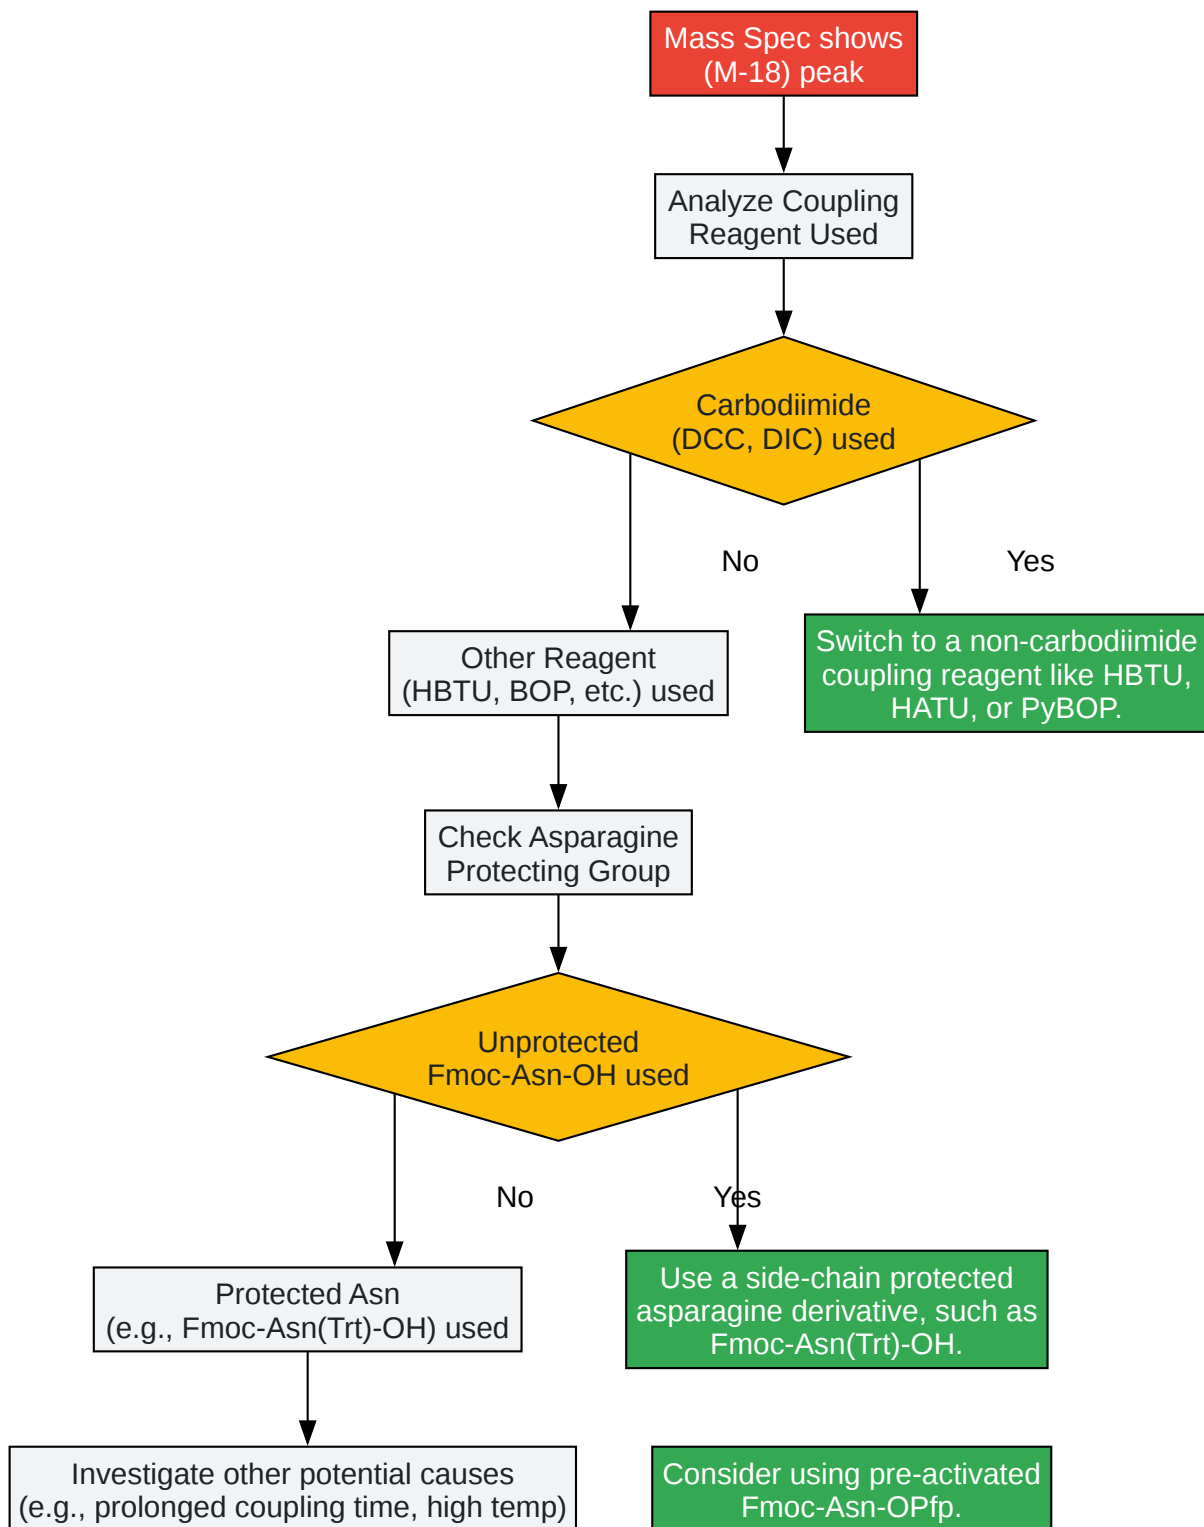 Mass Spec shows
(M-18) peak
Analyze Coupling
Reagent Used
Carbodiimide
(DCC, DIC) used
No
Yes
Other Reagent
(HBTU, BOP, etc.) used
Switch to a non-carbodiimide
coupling reagent like HBTU,
HATU, or PyBOP.
Check Asparagine
Protecting Group
Unprotected
Fmoc-Asn-OH used
No
Yes
Protected Asn
(e.g., Fmoc-Asn(Trt)-OH) used
Use a side-chain protected
asparagine derivative, such as
Fmoc-Asn(Trt)-OH.
Investigate other potential causes
(e.g., prolonged coupling time, high temp)
Consider using pre-activated
Fmoc-Asn-OPfp.